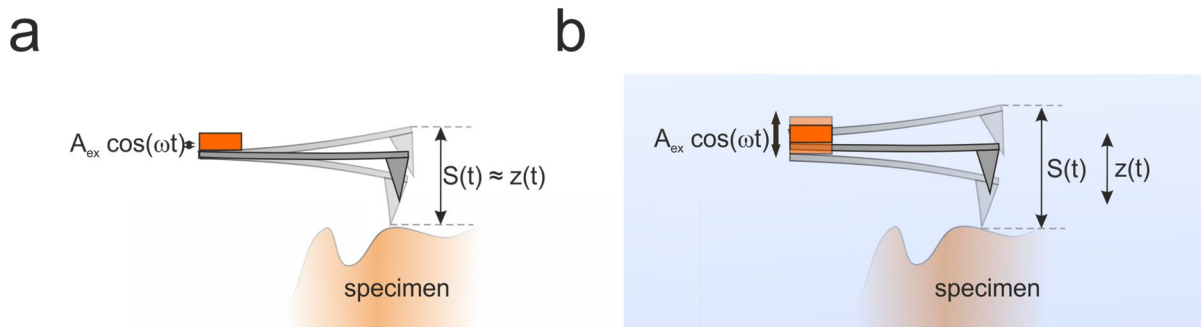 a
A_ex cos(ωt)
S(t) ≈ z(t)
specimen
b
A_ex cos(ωt)
S(t)
z(t)
specimen